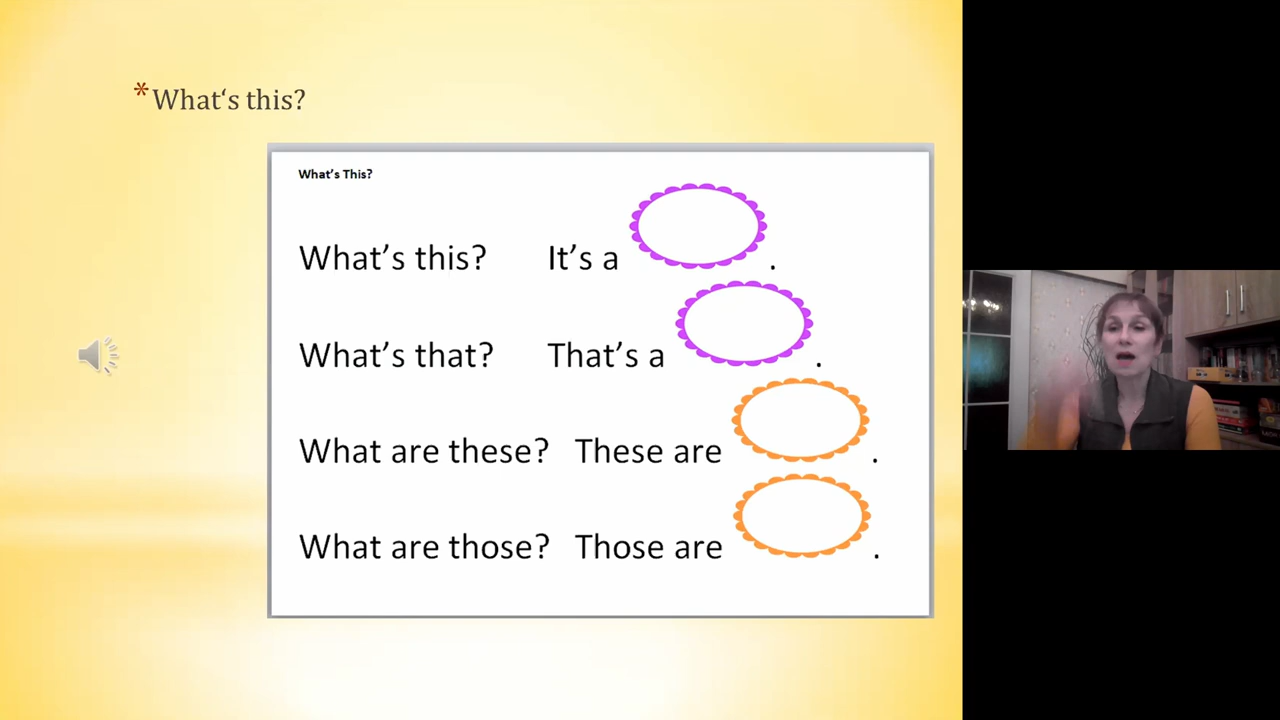 *What‘s this?
What’s This?
What’s this? It’s a .
What’s that? That’s a .
What are these? These are .
What are those? Those are .